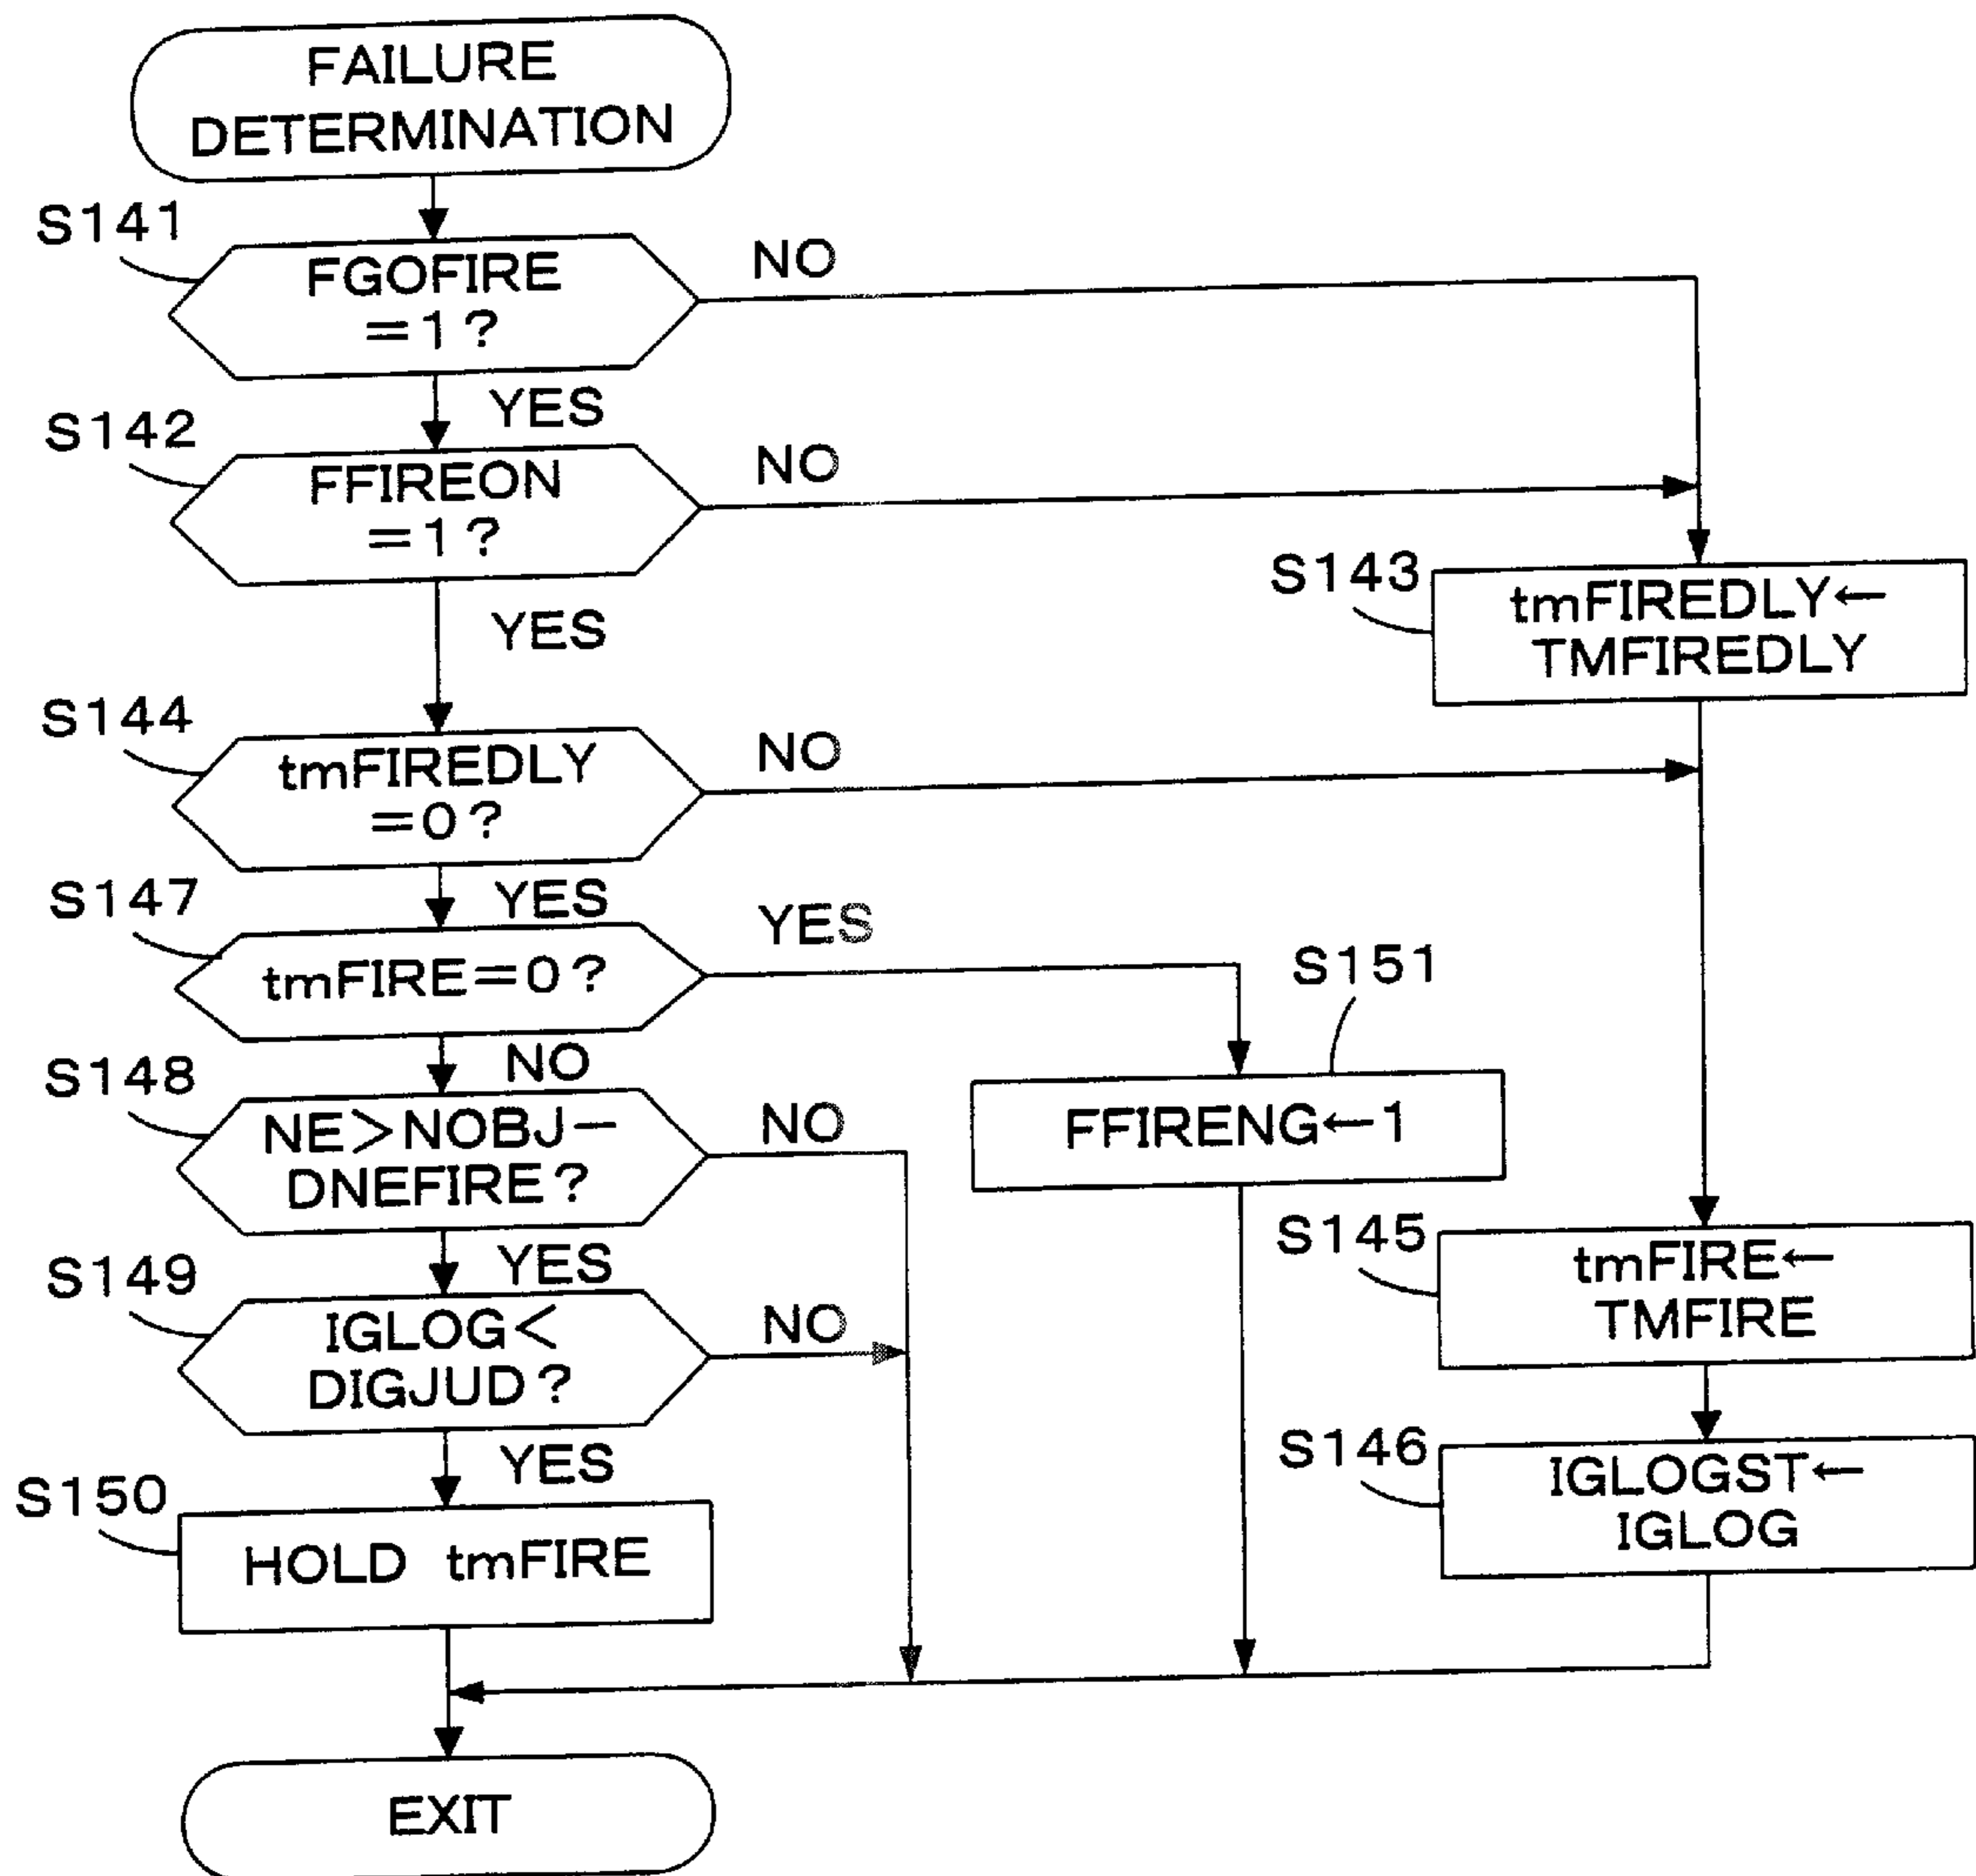 FAILURE
DETERMINATION
S141
FGOFIRE
=1?
NO
YES
S142
FFIREON
=1?
NO
YES
S143
tmFIREDLY←
TMFIREDLY
S144
tmFIREDLY
=0?
NO
YES
S147
tmFIRE=0?
YES
NO
S151
FFIRENG←1
S148
NE>NOBJ−
DNEFIRE?
NO
YES
S145
tmFIRE←
TMFIRE
S149
IGLOG<
DIGJUD?
NO
YES
S146
IGLOGST←
IGLOG
S150
HOLD tmFIRE
EXIT